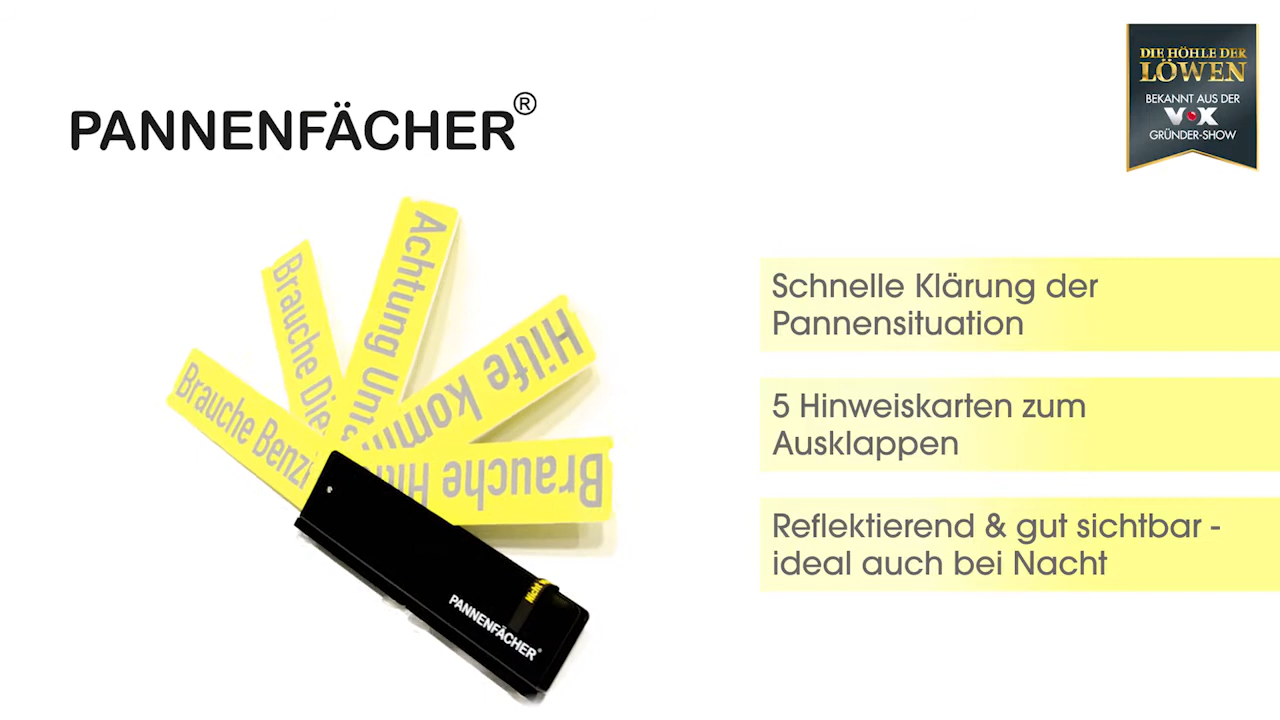 PANNENFÄCHER®
DIE HÖHLE DER
LÖWEN
BEKANNT AUS DER
VOX
GRÜNDER-SHOW
Brauche
Brauche
Achtung
Hilfe
Brauche
PANNENFÄCHER®
Schnelle Klärung der
Pannensituation
5 Hinweiskarten zum
Ausklappen
Reflektierend & gut sichtbar -
ideal auch bei Nacht